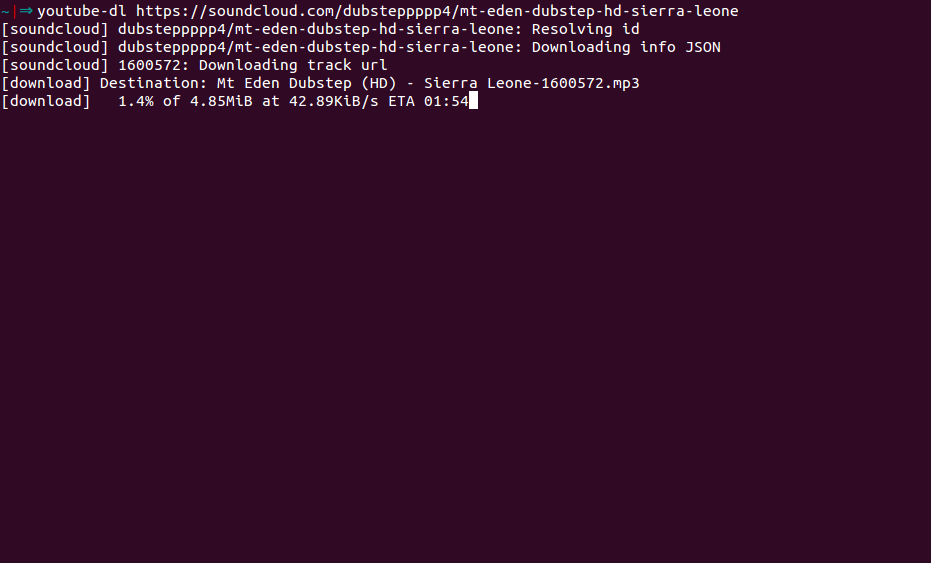 ~|⇒ youtube-dl https://soundcloud.com/dubsteppppp4/mt-eden-dubstep-hd-sierra-leone
[soundcloud] dubsteppppp4/mt-eden-dubstep-hd-sierra-leone: Resolving id
[soundcloud] dubsteppppp4/mt-eden-dubstep-hd-sierra-leone: Downloading info JSON
[soundcloud] 1600572: Downloading track url
[download] Destination: Mt Eden Dubstep (HD) - Sierra Leone-1600572.mp3
[download]   1.4% of 4.85MiB at 42.89KiB/s ETA 01:54